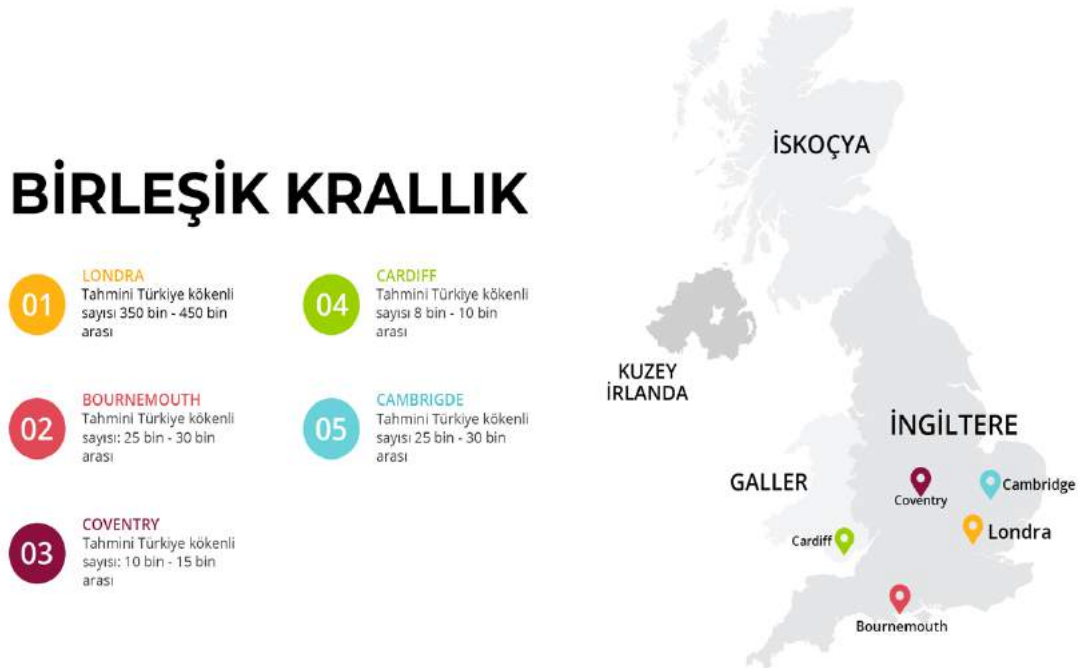 BİRLEŞİK KRALLIK
01
LONDRA
Tahmini Türkiye kökenli
sayısı 350 bin - 450 bin
arası
02
BOURNEMOUTH
Tahmini Türkiye kökenli
sayısı: 25 bin - 30 bin
arası
03
COVENTRY
Tahmini Türkiye kökenli
sayısı: 10 bin - 15 bin
arası
04
CARDIFF
Tahmini Türkiye kökenli
sayısı 8 bin - 10 bin
arası
05
CAMBRIGDE
Tahmini Türkiye kökenli
sayısı 25 bin - 30 bin
arası
İSKOÇYA
KUZEY
İRLANDA
İNGİLTERE
GALLER
Coventry
Cambridge
Londra
Cardiff
Bournemouth